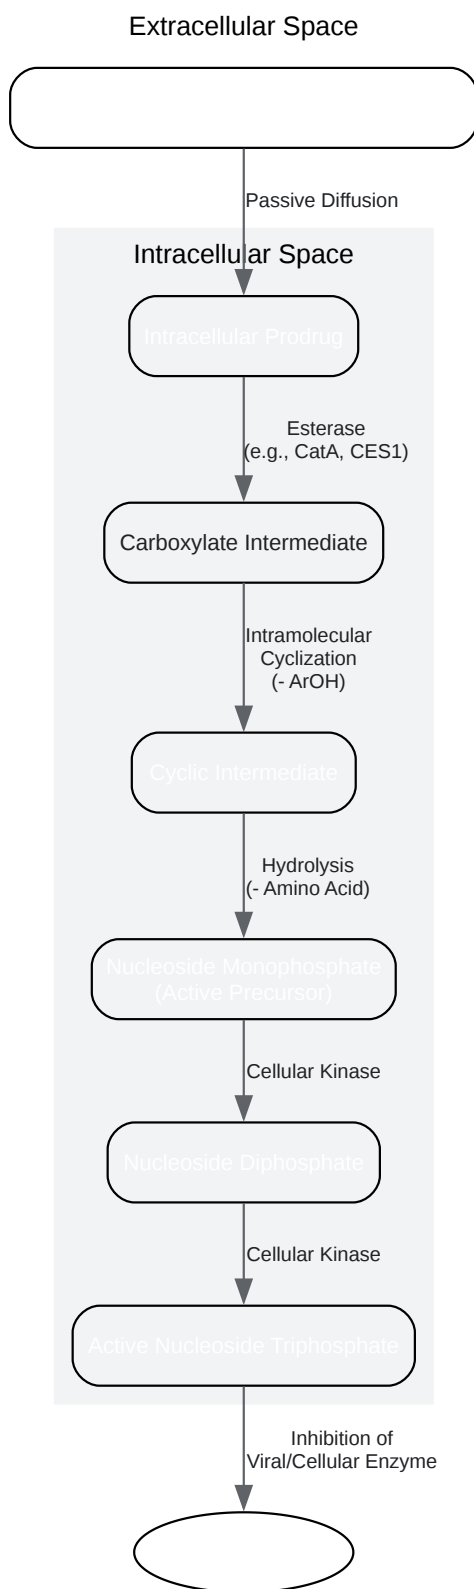 Extracellular Space
Passive Diffusion
Intracellular Space
Intracellular Prodrug
Esterase
(e.g., CatA, CES1)
Carboxylate Intermediate
Intramolecular
Cyclization
(- ArOH)
Cyclic Intermediate
Hydrolysis
(- Amino Acid)
Nucleoside Monophosphate
(Active Precursor)
Cellular Kinase
Nucleoside Diphosphate
Cellular Kinase
Active Nucleoside Triphosphate
Inhibition of
Viral/Cellular Enzyme